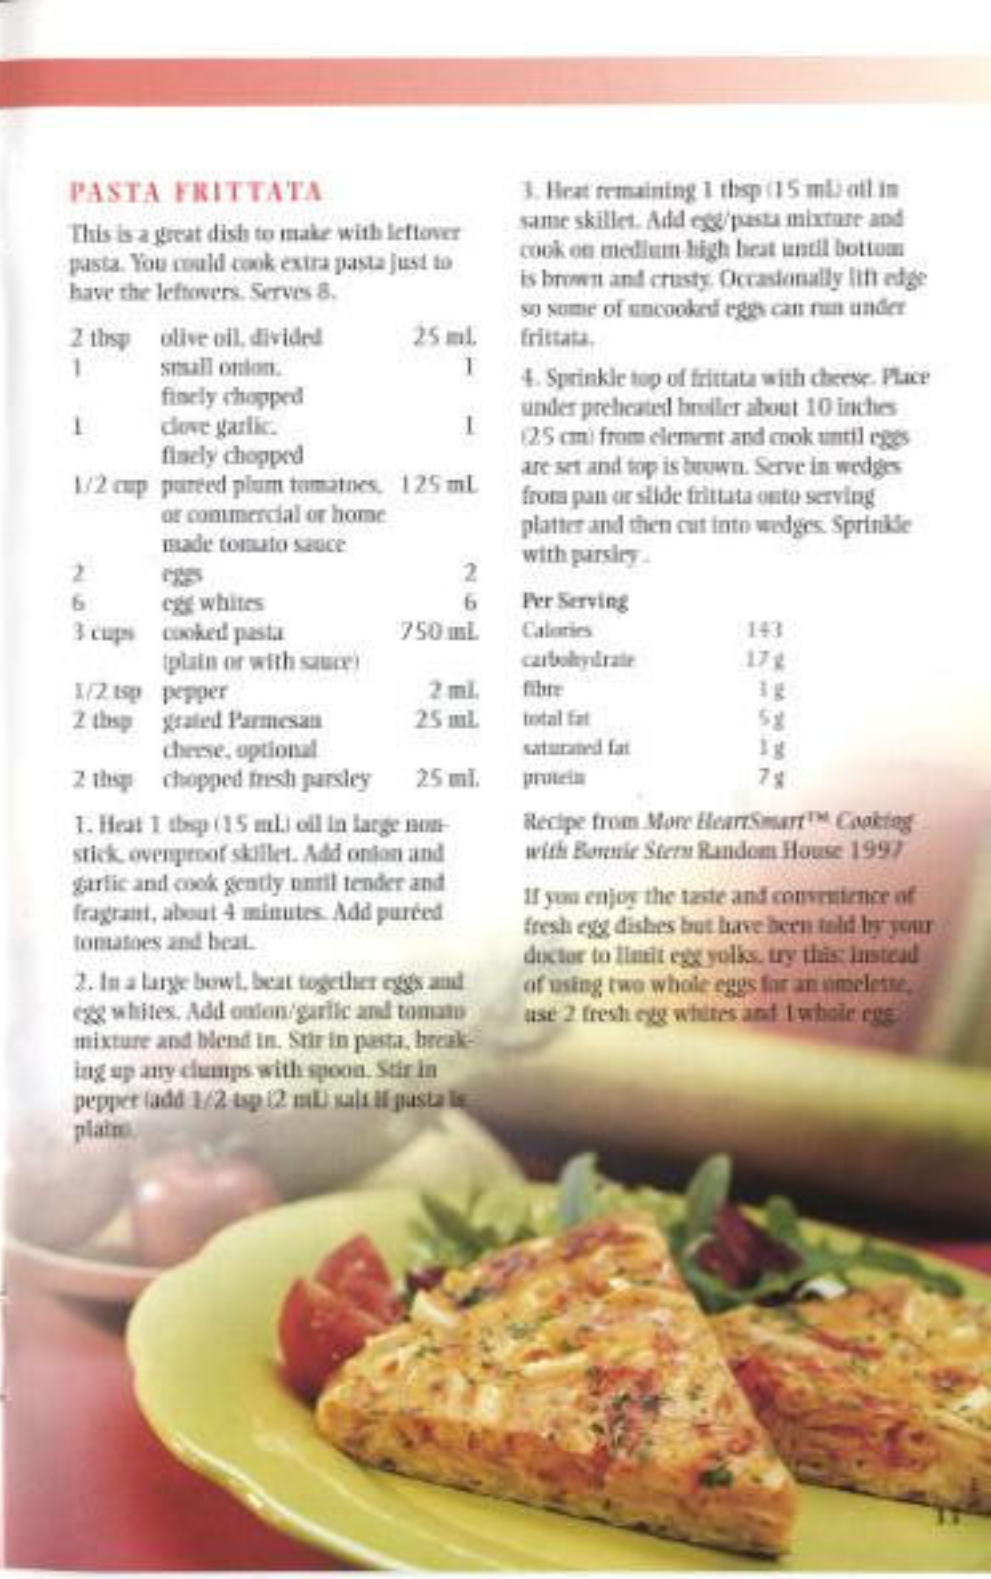 PASTA FRITTATA
This is a great dish to make with leftover
pasta. You could cook extra pasta just to
have the leftovers. Serves 8.
2 tbsp olive oil, divided 25 mL
1 small onion, 1
finely chopped
1 clove garlic, 1
finely chopped
1/2 cup puréed plum tomatoes, 125 mL
or commercial or home
made tomato sauce
2 eggs 2
6 egg whites 6
3 cups cooked pasta 750 mL
(plain or with sauce)
1/2 tsp pepper 2 mL
2 tbsp grated Parmesan 25 mL
cheese, optional
2 tbsp chopped fresh parsley 25 mL
1. Heat 1 tbsp (15 mL) oil in large non-
stick, ovenproof skillet. Add onion and
garlic and cook gently until tender and
fragrant, about 4 minutes. Add puréed
tomatoes and heat.
2. In a large bowl, beat together eggs and
egg whites. Add onion/garlic and tomato
mixture and blend in. Stir in pasta, break-
ing up any clumps with spoon. Stir in
pepper (add 1/2 tsp (2 mL) salt if pasta is
plain).
3. Heat remaining 1 tbsp (15 mL) oil in
same skillet. Add egg/pasta mixture and
cook on medium-high heat until bottom
is brown and crusty. Occasionally lift edge
so some of uncooked eggs can run under
frittata.
4. Sprinkle top of frittata with cheese. Place
under preheated broiler about 10 inches
(25 cm) from element and cook until eggs
are set and top is brown. Serve in wedges
from pan or slide frittata onto serving
platter and then cut into wedges. Sprinkle
with parsley .
Per Serving
Calories 143
carbohydrate 17 g
fibre 1 g
total fat 5 g
saturated fat 1 g
protein 7 g
Recipe from More HeartSmart™ Cooking
with Bonnie Stern Random House 1997
If you enjoy the taste and convenience of
fresh egg dishes but have been told by your
doctor to limit egg yolks, try this: instead
of using two whole eggs for an omelette,
use 2 fresh egg whites and 1 whole egg.
11